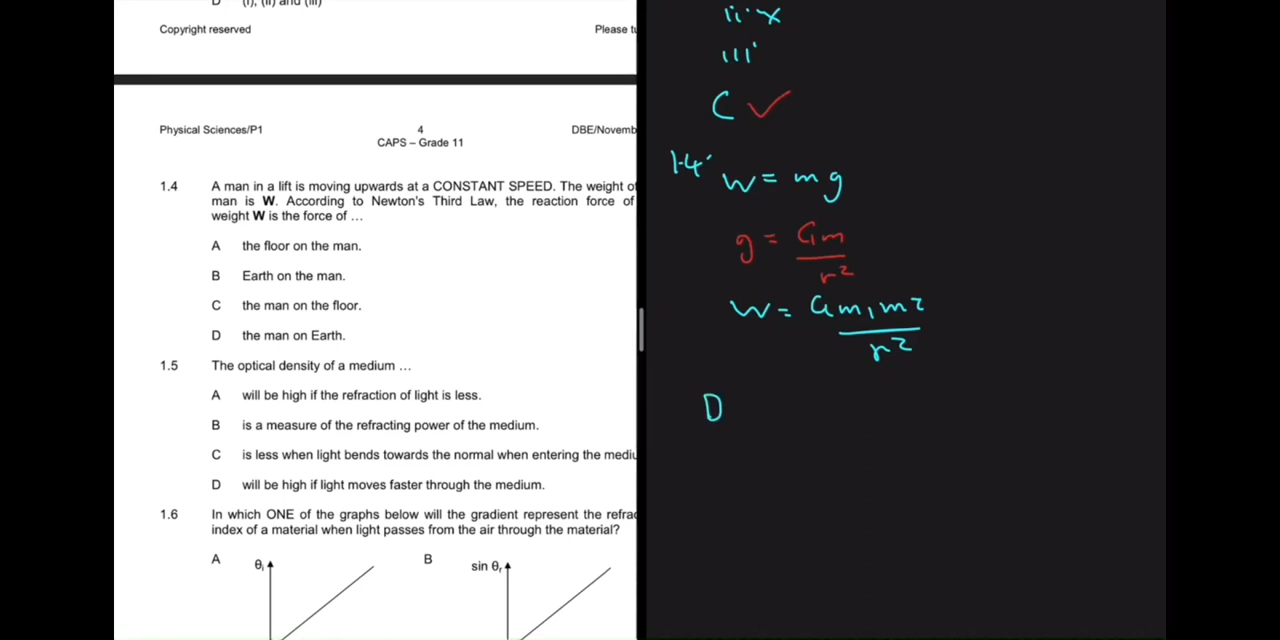 D (i), (ii) and (iii)
Copyright reserved
Please tu
Physical Sciences/P1
4
DBE/Novemb
CAPS – Grade 11
1.4 A man in a lift is moving upwards at a CONSTANT SPEED. The weight of
man is W. According to Newton's Third Law, the reaction force of
weight W is the force of …
A the floor on the man.
B Earth on the man.
C the man on the floor.
D the man on Earth.
1.5 The optical density of a medium …
A will be high if the refraction of light is less.
B is a measure of the refracting power of the medium.
C is less when light bends towards the normal when entering the mediu
D will be high if light moves faster through the medium.
1.6 In which ONE of the graphs below will the gradient represent the refrac
index of a material when light passes from the air through the material?
A θi
B sin θr
ii x
iii
C ✓
1.4 W = mg
g = Gm
r²
W = Gm1m2
r²
D